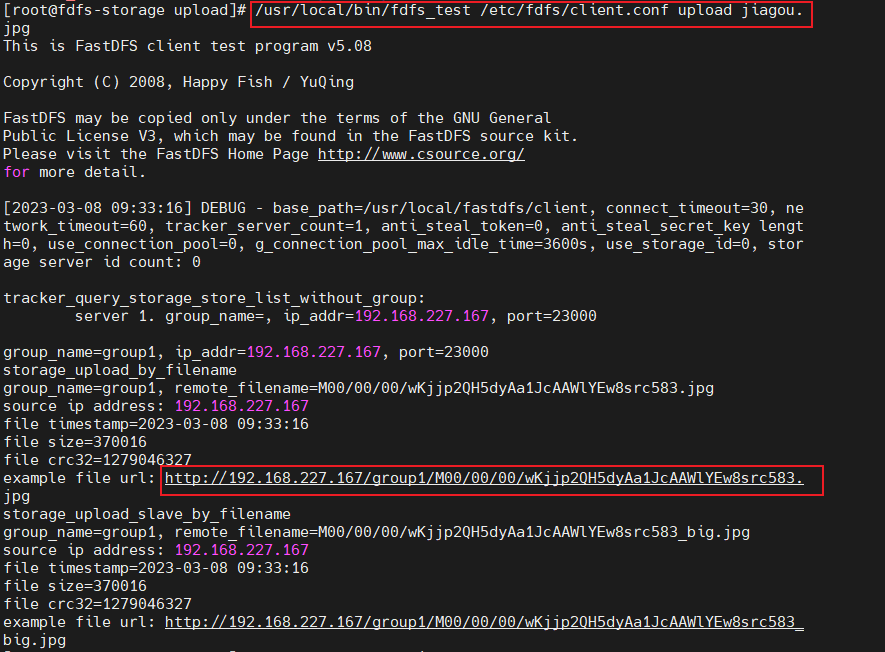 [root@fdfs-storage upload]# /usr/local/bin/fdfs_test /etc/fdfs/client.conf upload jiagou.
jpg
This is FastDFS client test program v5.08
Copyright (C) 2008, Happy Fish / YuQing
FastDFS may be copied only under the terms of the GNU General
Public License V3, which may be found in the FastDFS source kit.
Please visit the FastDFS Home Page http://www.csource.org/
for more detail.
[2023-03-08 09:33:16] DEBUG - base_path=/usr/local/fastdfs/client, connect_timeout=30, ne
twork_timeout=60, tracker_server_count=1, anti_steal_token=0, anti_steal_secret_key lengt
h=0, use_connection_pool=0, g_connection_pool_max_idle_time=3600s, use_storage_id=0, stor
age server id count: 0
tracker_query_storage_store_list_without_group:
server 1. group_name=, ip_addr=192.168.227.167, port=23000
group_name=group1, ip_addr=192.168.227.167, port=23000
storage_upload_by_filename
group_name=group1, remote_filename=M00/00/00/wKjjp2QH5dyAa1JcAAWlYEw8src583.jpg
source ip address: 192.168.227.167
file timestamp=2023-03-08 09:33:16
file size=370016
file crc32=1279046327
example file url: http://192.168.227.167/group1/M00/00/00/wKjjp2QH5dyAa1JcAAWlYEw8src583.
jpg
storage_upload_slave_by_filename
group_name=group1, remote_filename=M00/00/00/wKjjp2QH5dyAa1JcAAWlYEw8src583_big.jpg
source ip address: 192.168.227.167
file timestamp=2023-03-08 09:33:16
file size=370016
file crc32=1279046327
example file url: http://192.168.227.167/group1/M00/00/00/wKjjp2QH5dyAa1JcAAWlYEw8src583_
big.jpg